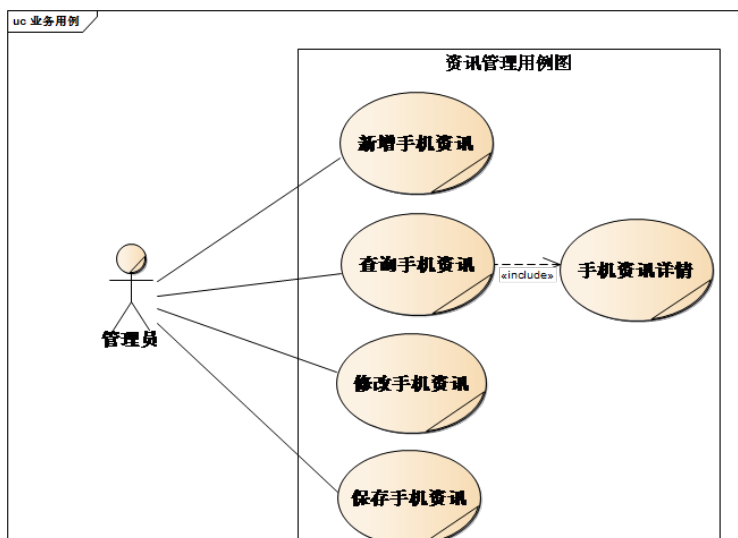 uc 业务用例
资讯管理用例图
新增手机资讯
查询手机资讯
«include»
手机资讯详情
管理员
修改手机资讯
保存手机资讯